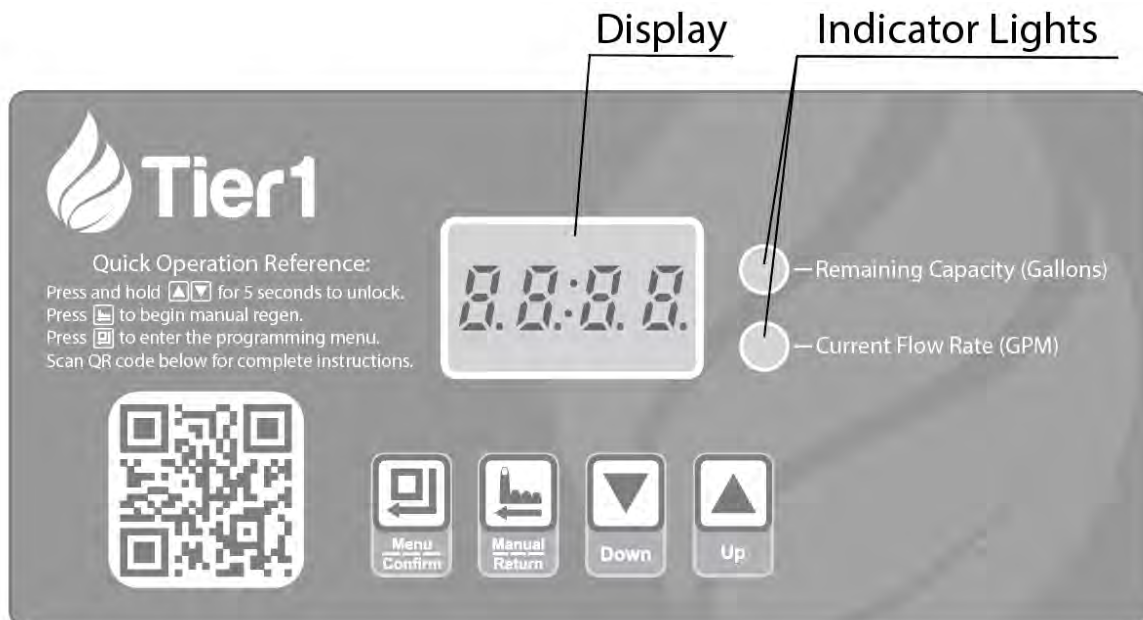 Display
Indicator Lights
Tier1
Quick Operation Reference:
Press and hold ▲▼ for 5 seconds to unlock.
Press to begin manual regen.
Press to enter the programming menu.
Scan QR code below for complete instructions.
88:88
Remaining Capacity (Gallons)
Current Flow Rate (GPM)
Menu
Confirm
Manual
Return
Down
Up